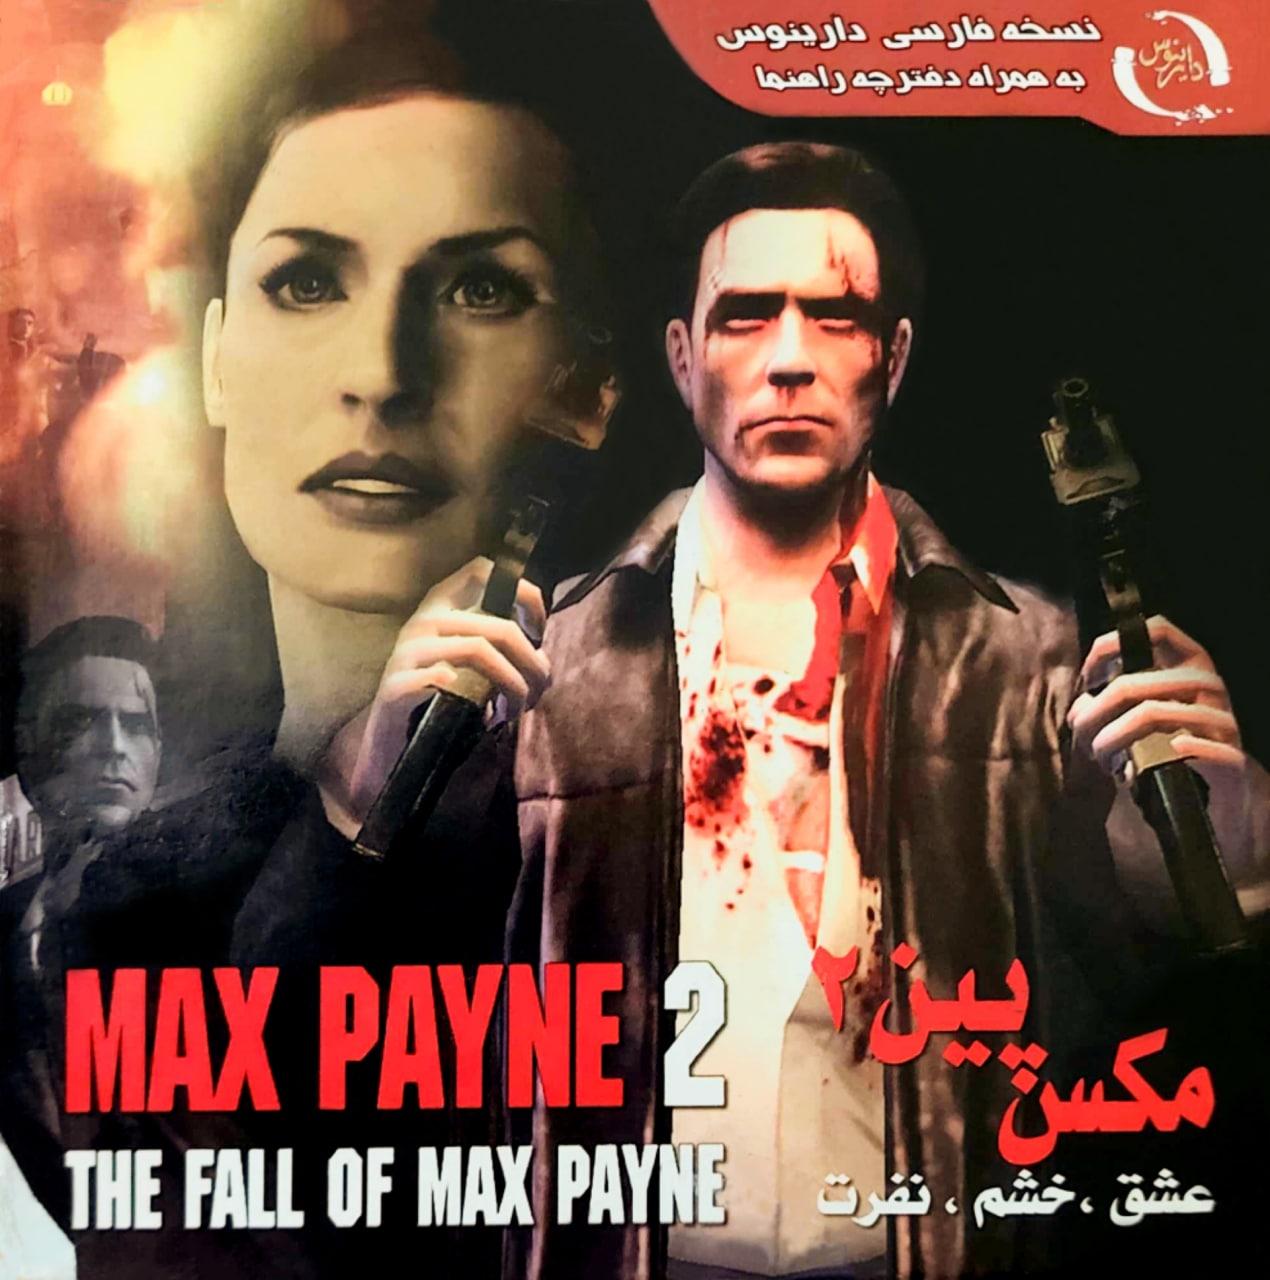 نسخه فارسی دارینوس
به همراه دفترچه راهنما
دارینوس
MAX PAYNE 2
THE FALL OF MAX PAYNE
مکس پین ۲
عشق ، خشم ، نفرت